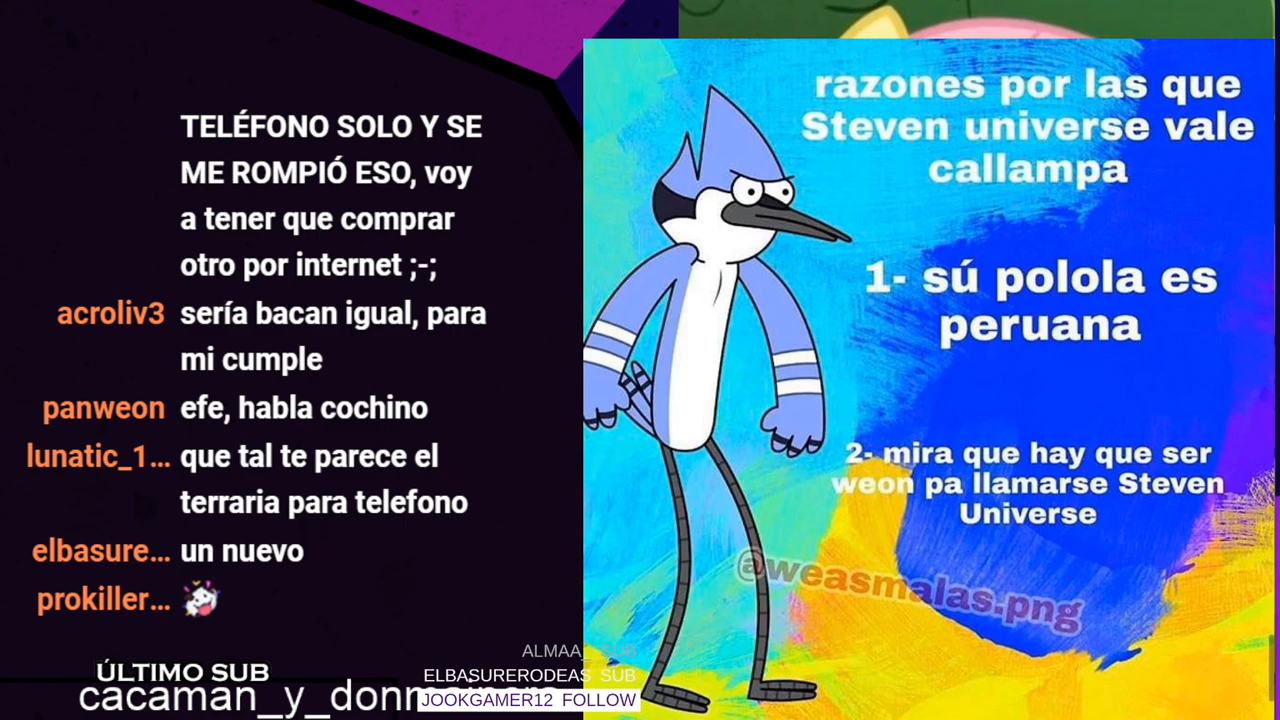 TELÉFONO SOLO Y SE
ME ROMPIÓ ESO, voy
a tener que comprar
otro por internet ;-;
acroliv3 sería bacan igual, para
mi cumple
panweon efe, habla cochino
lunatic_1... que tal te parece el
terraria para telefono
elbasure... un nuevo
prokiller...
ÚLTIMO SUB
cacaman_y_donn
ALMAA_ SUB
ELBASURERODEAS SUB
JOOKGAMER12 FOLLOW
razones por las que
Steven universe vale
callampa
1- sú polola es
peruana
2- mira que hay que ser
weon pa llamarse Steven
Universe
@weasmalas.png